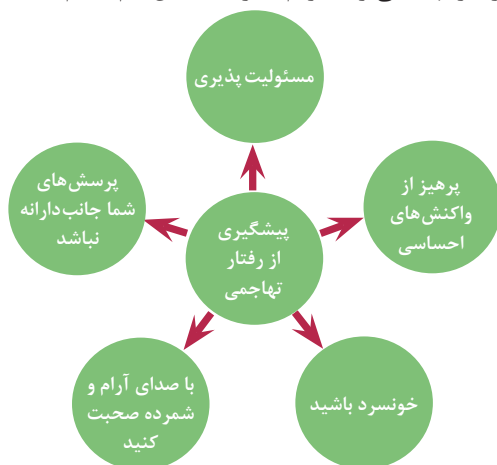 مسئولیت پذیری
پرهیز از
واکنش‌های
احساسی
پرسش‌های
شما جانب‌دارانه
نباشد
پیشگیری
از رفتار
تهاجمی
با صدای آرام و
شمرده صحبت
کنید
خونسرد باشید